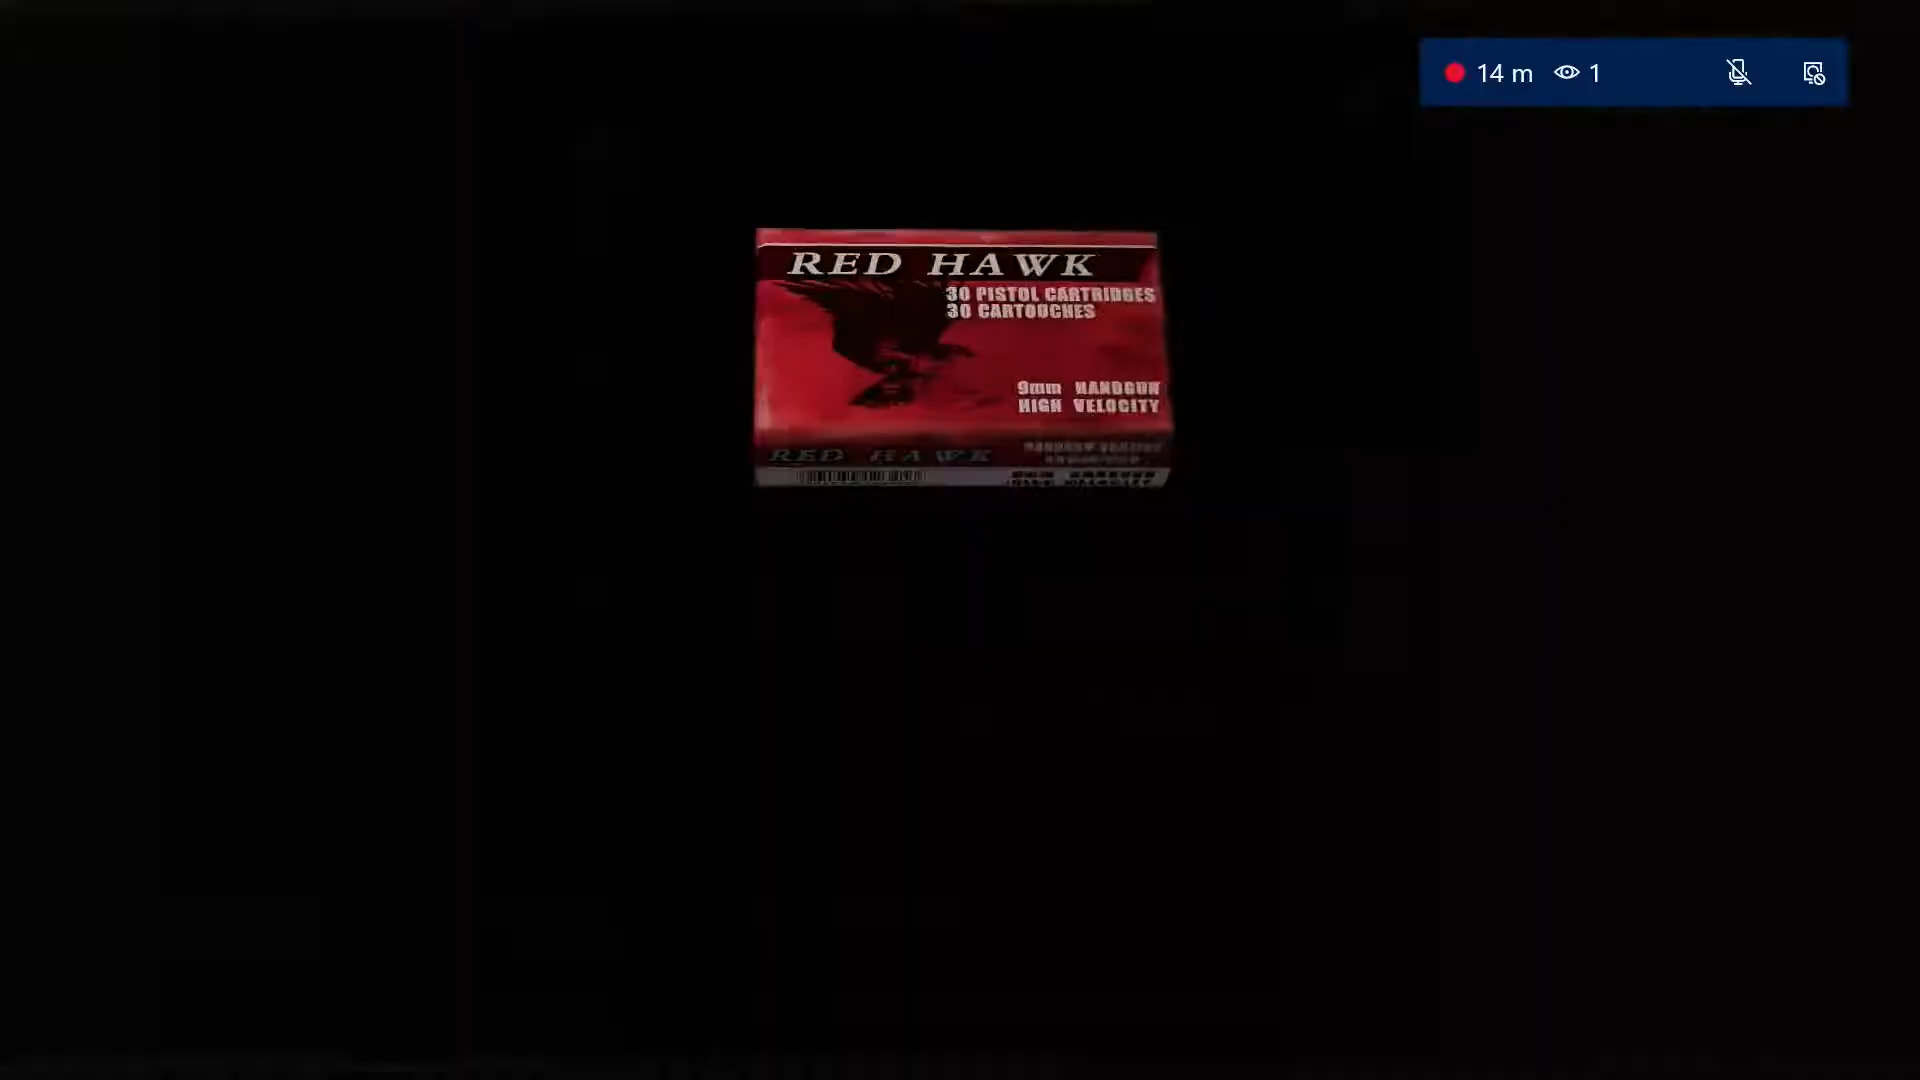 14 m 1
RED HAWK
30 PISTOL CARTRIDGES
30 CARTOUCHES
9mm HANDGUN
HIGH VELOCITY
RED HAWK